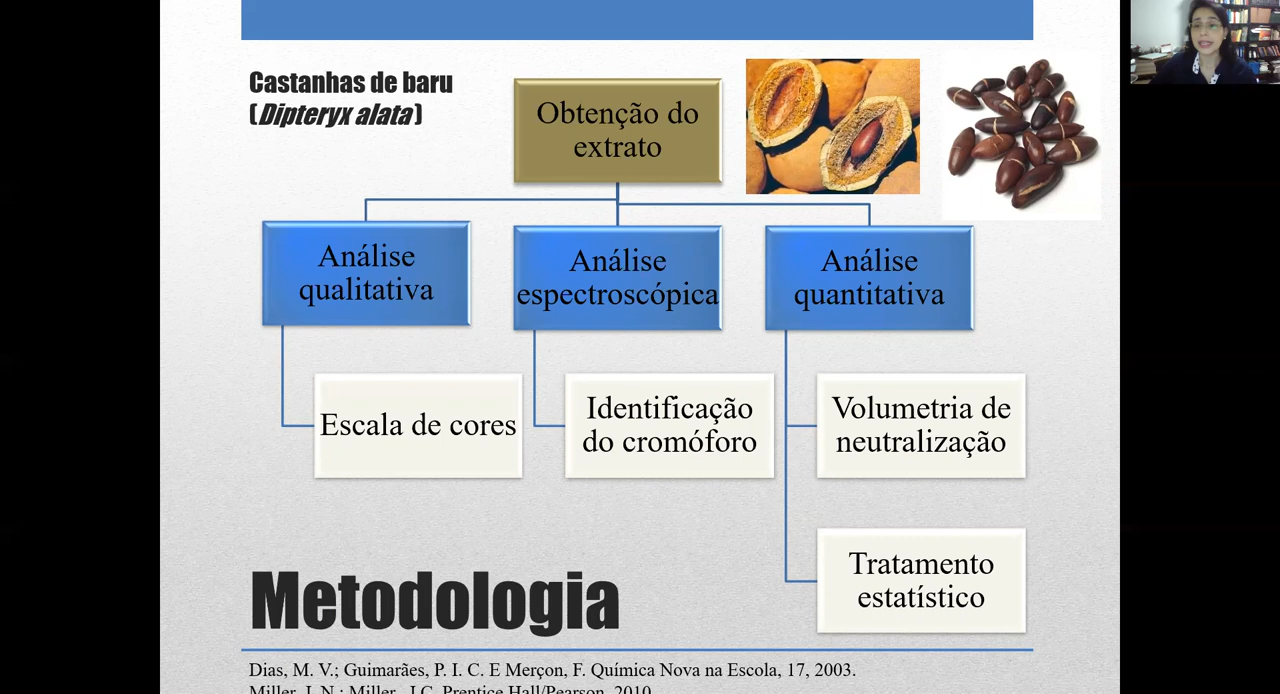 Castanhas de baru
(Dipteryx alata)
Obtenção do
extrato
Análise
qualitativa
Análise
espectroscópica
Análise
quantitativa
Escala de cores
Identificação
do cromóforo
Volumetria de
neutralização
Tratamento
estatístico
Metodologia
Dias, M. V.; Guimarães, P. I. C. E Merçon, F. Química Nova na Escola, 17, 2003.
Miller, J. N.; Miller, J.C. Prentice Hall/Pearson, 2010.